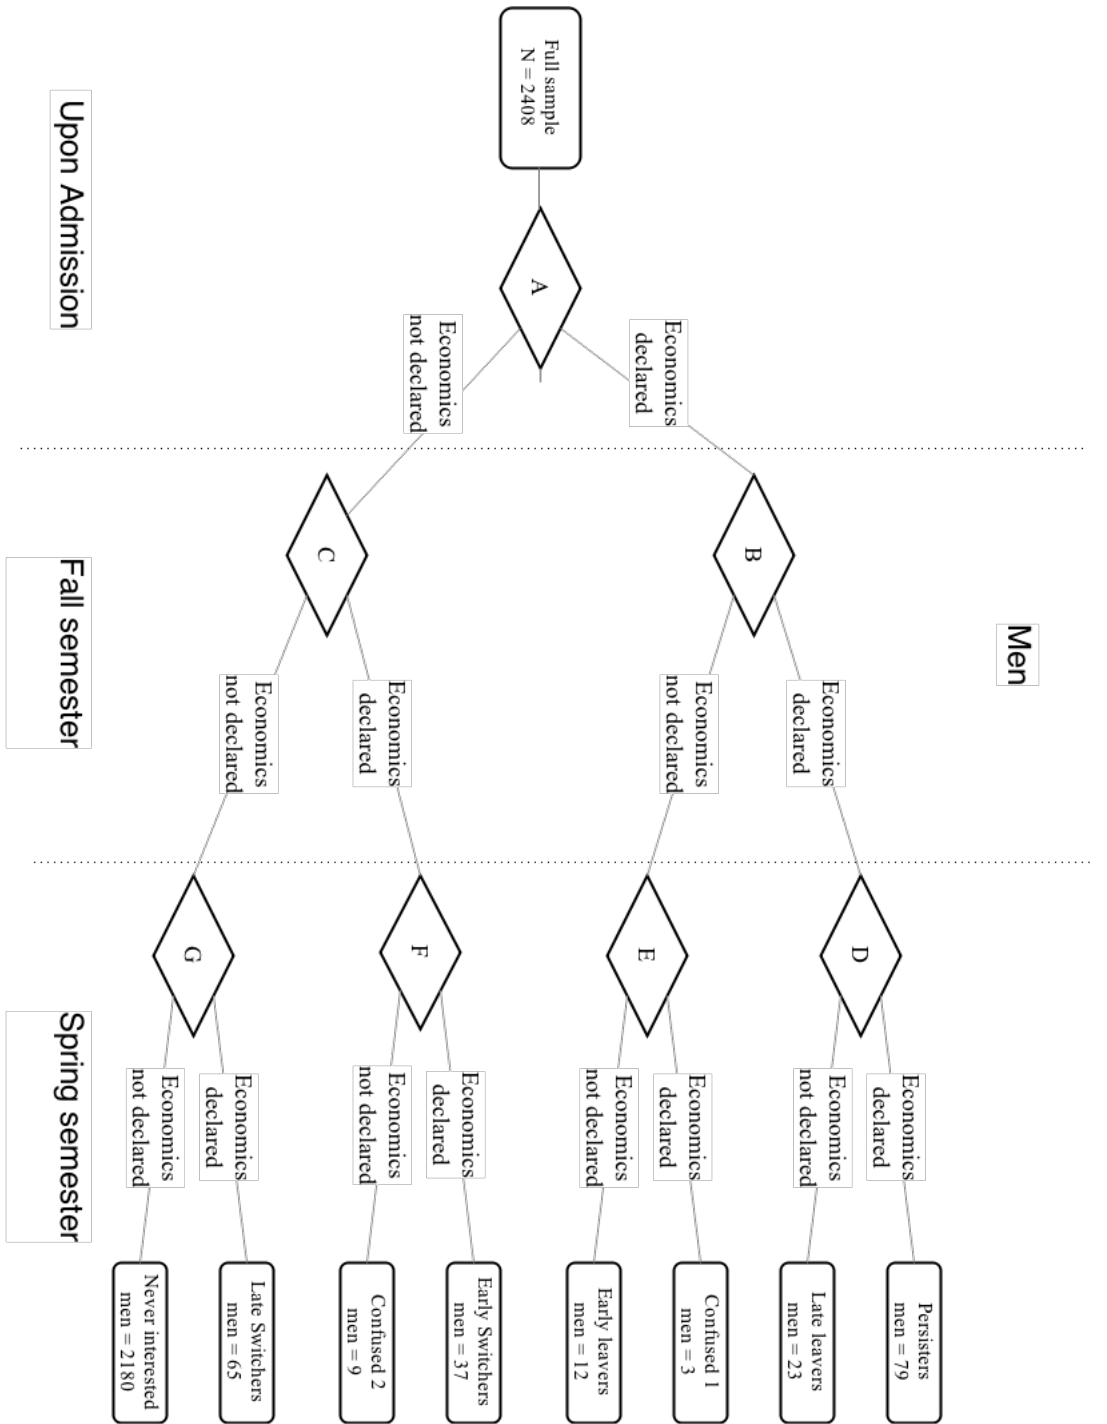 Men
Full sample
N = 2408
A
Economics
declared
Economics
not declared
B
C
Economics
declared
Economics
not declared
Economics
declared
Economics
not declared
D
E
F
G
Economics
declared
Economics
not declared
Economics
declared
Economics
not declared
Economics
declared
Economics
not declared
Economics
declared
Economics
not declared
Persisters
men = 79
Late leavers
men = 23
Confused 1
men = 3
Early leavers
men = 12
Early Switchers
men = 37
Confused 2
men = 9
Late Switchers
men = 65
Never interested
men = 2180
Upon Admission
Fall semester
Spring semester